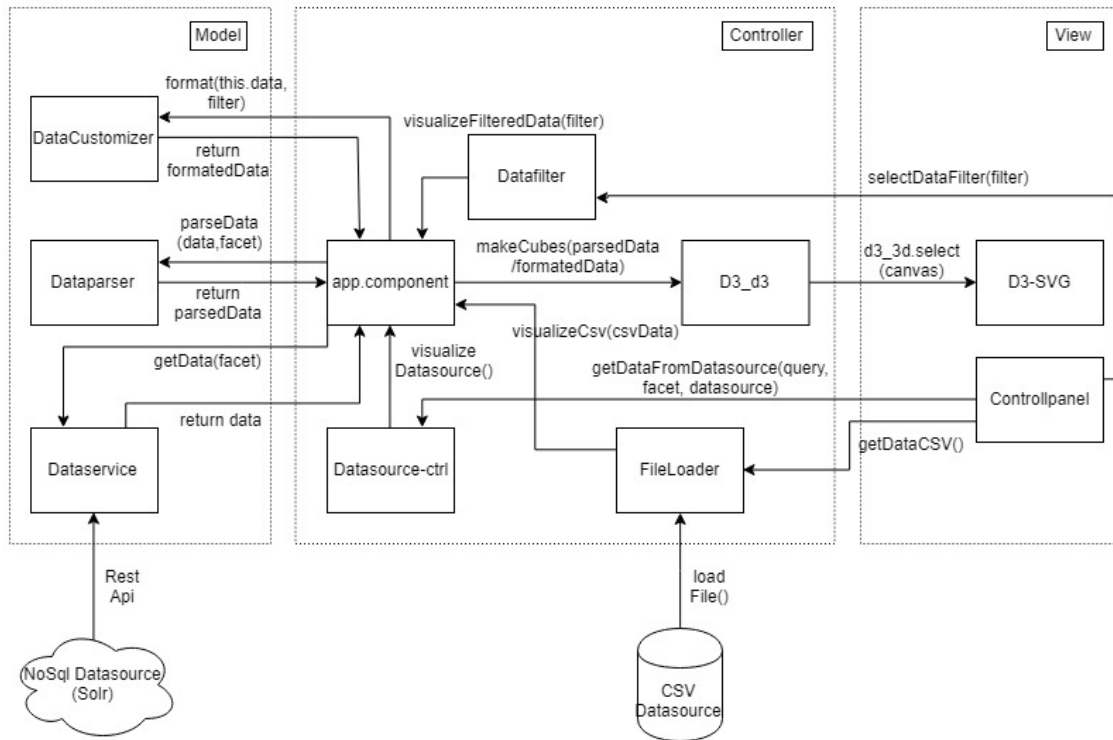 Model
Controller
View
format(this.data,
filter)
DataCustomizer
return
formatedData
visualizeFilteredData(filter)
Datafilter
selectDataFilter(filter)
parseData
(data,facet)
Dataparser
return
parsedData
app.component
makeCubes(parsedData
/formatedData)
D3_d3
d3_3d.select
(canvas)
D3-SVG
visualizeCsv(csvData)
getData(facet)
visualize
Datasource()
getDataFromDatasource(query,
facet, datasource)
Controllpanel
return data
getDataCSV()
Dataservice
Datasource-ctrl
FileLoader
Rest
Api
load
File()
NoSql Datasource
(Solr)
CSV
Datasource